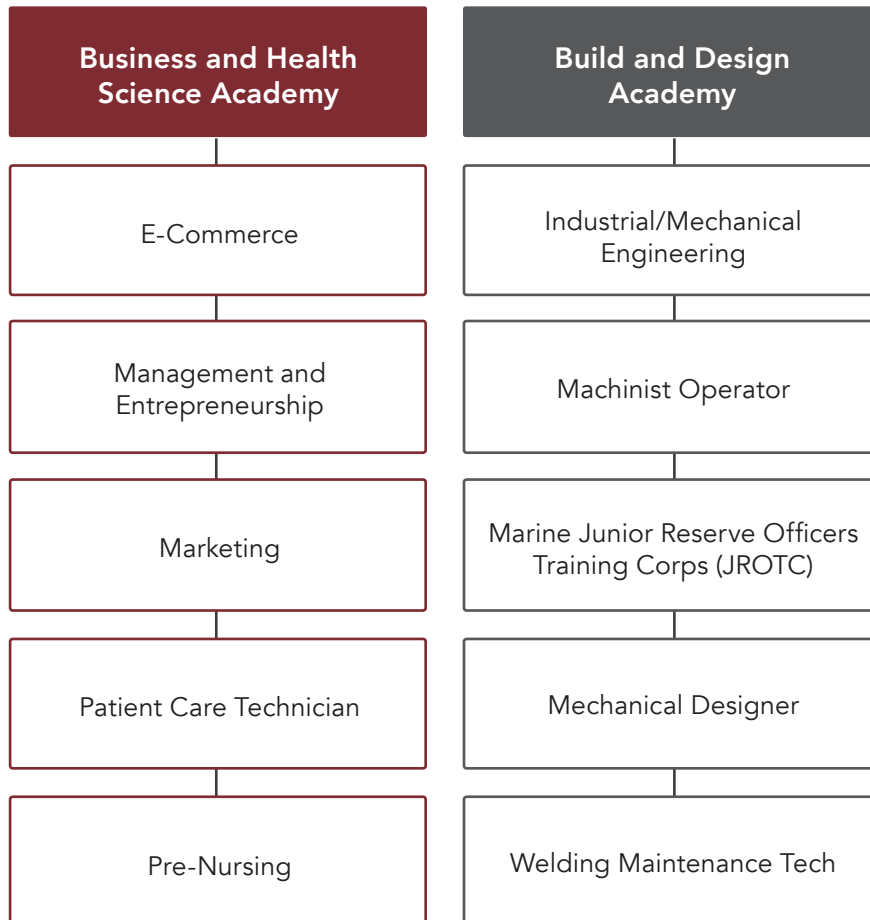 Business and Health
Science Academy
E-Commerce
Management and
Entrepreneurship
Marketing
Patient Care Technician
Pre-Nursing
Build and Design
Academy
Industrial/Mechanical
Engineering
Machinist Operator
Marine Junior Reserve Officers
Training Corps (JROTC)
Mechanical Designer
Welding Maintenance Tech